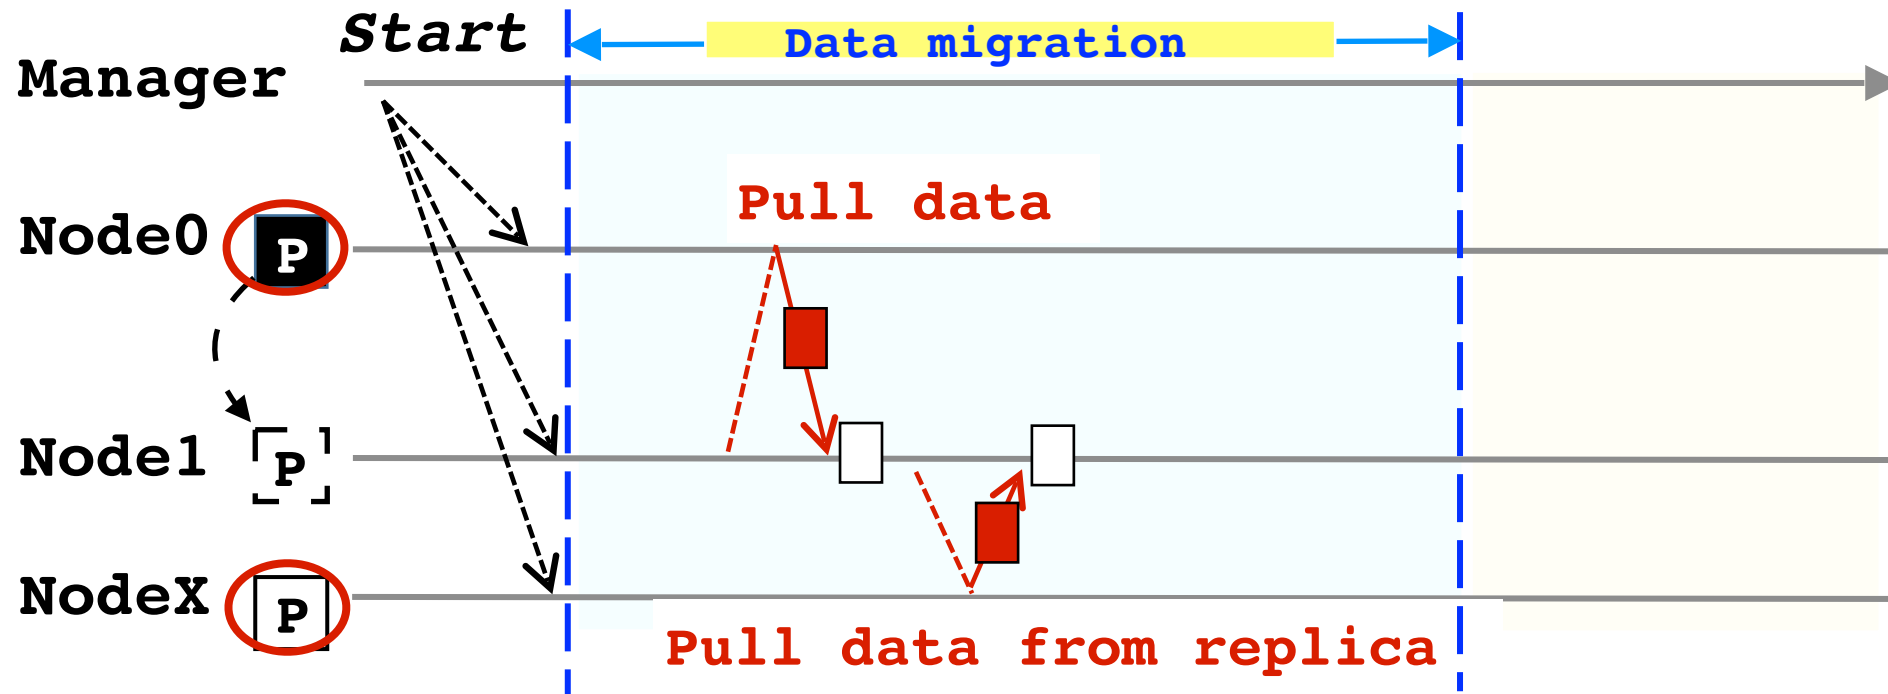 Start
Data migration
Manager
Pull data
Node0 P
Node1 P
NodeX P
Pull data from replica